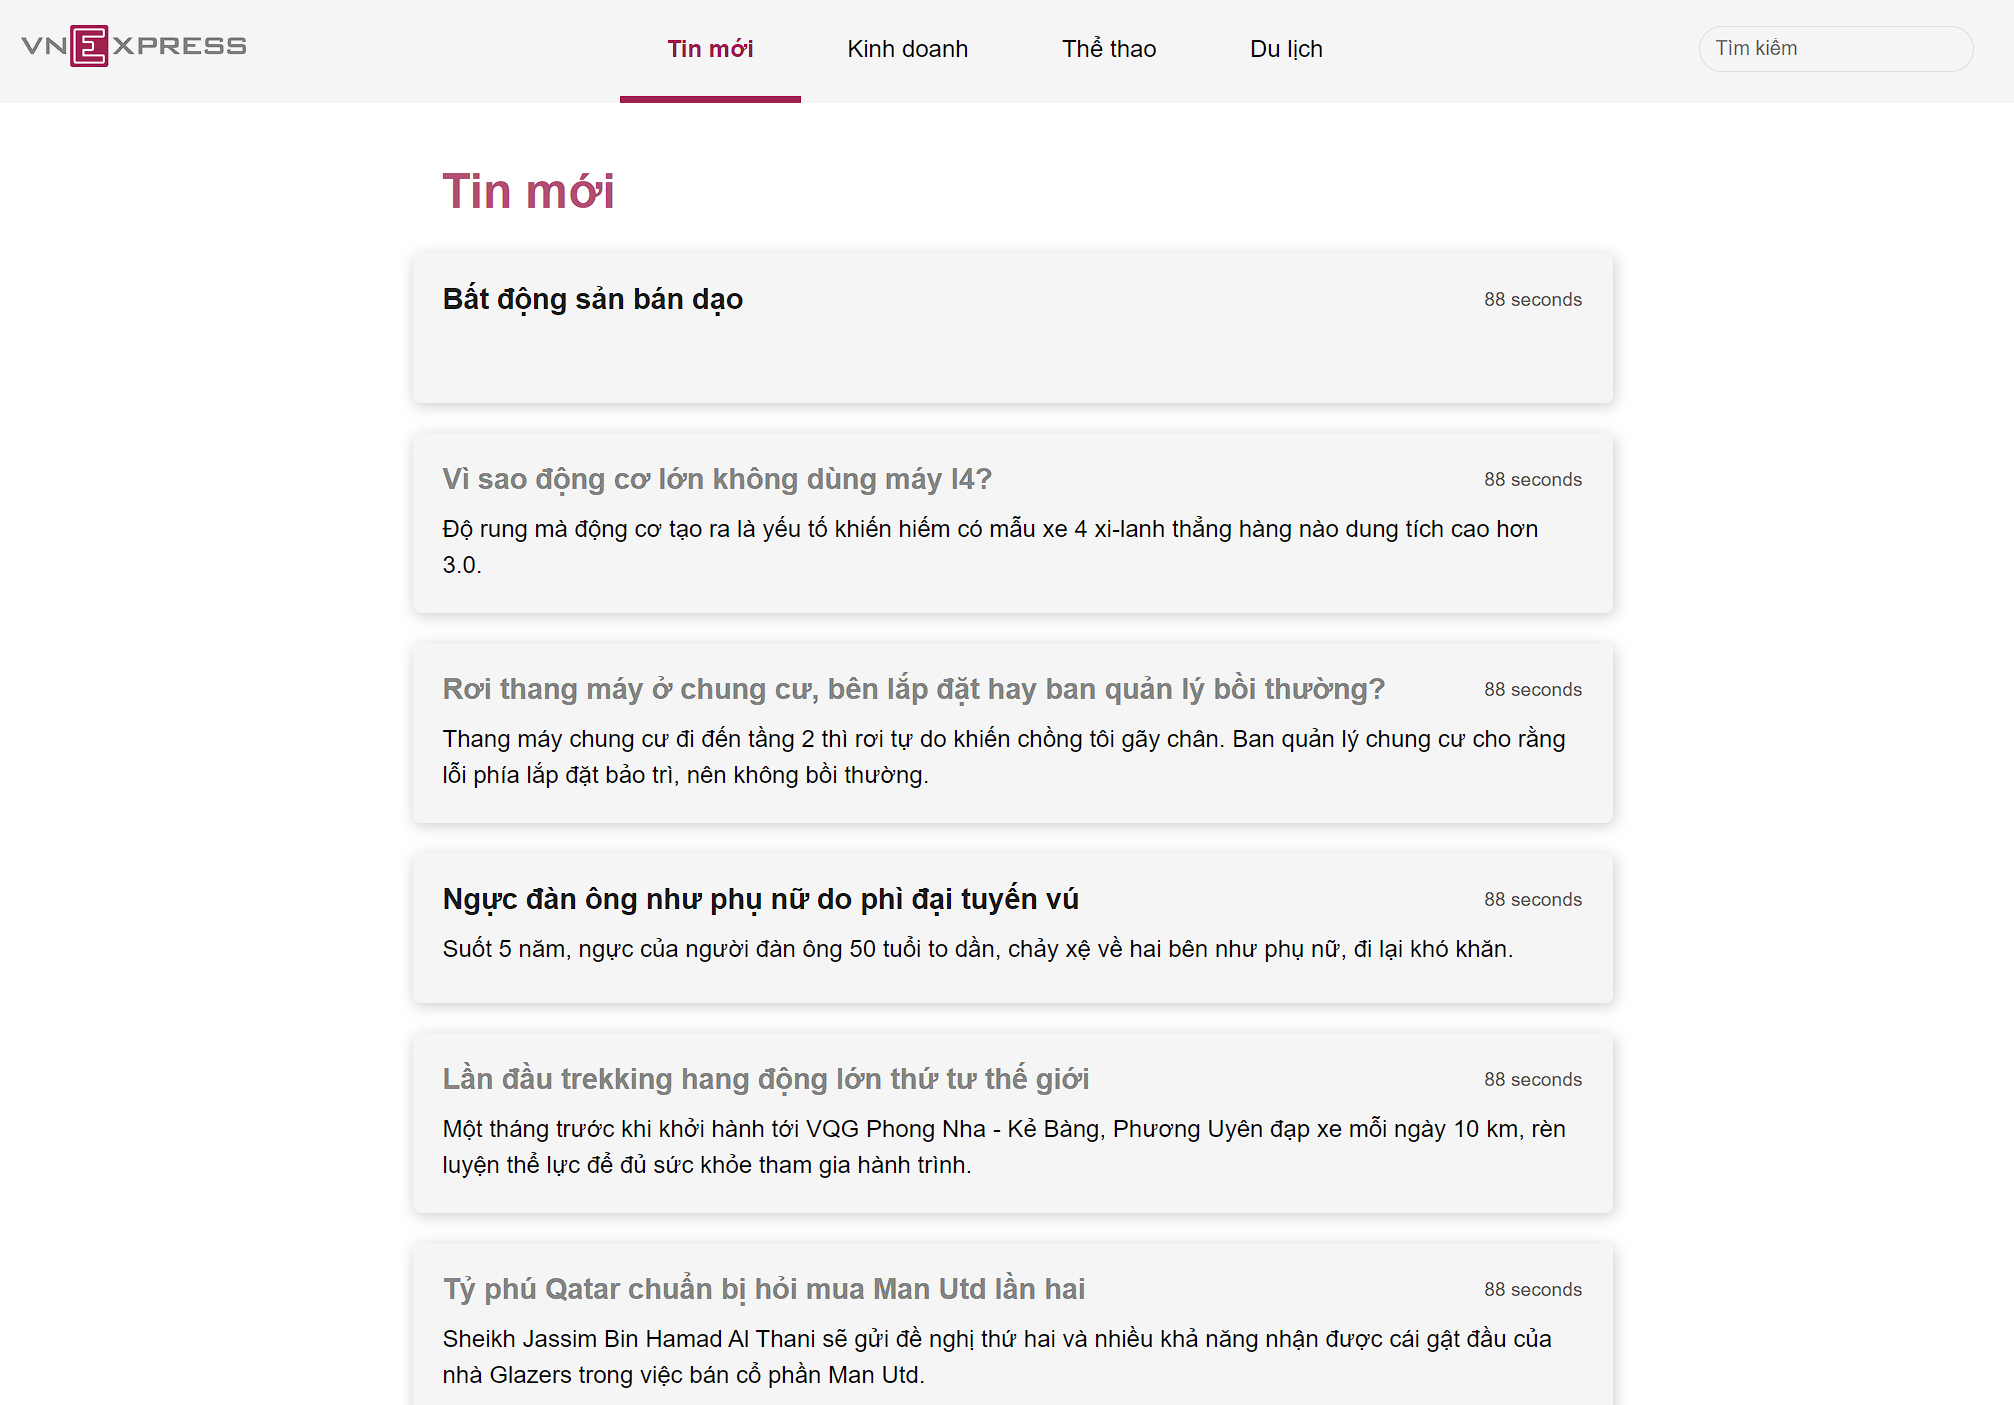 VNEXPRESS
Tin mới
Kinh doanh
Thể thao
Du lịch
Tìm kiêm
Tin mới
Bất động sản bán dạo
88 seconds
Vì sao động cơ lớn không dùng máy I4?
88 seconds
Độ rung mà động cơ tạo ra là yếu tố khiến hiếm có mẫu xe 4 xi-lanh thẳng hàng nào dung tích cao hơn
3.0.
Rơi thang máy ở chung cư, bên lắp đặt hay ban quản lý bồi thường?
88 seconds
Thang máy chung cư đi đến tầng 2 thì rơi tự do khiến chồng tôi gãy chân. Ban quản lý chung cư cho rằng
lỗi phía lắp đặt bảo trì, nên không bồi thường.
Ngực đàn ông như phụ nữ do phì đại tuyến vú
88 seconds
Suốt 5 năm, ngực của người đàn ông 50 tuổi to dần, chảy xệ về hai bên như phụ nữ, đi lại khó khăn.
Lần đầu trekking hang động lớn thứ tư thế giới
88 seconds
Một tháng trước khi khởi hành tới VQG Phong Nha - Kẻ Bàng, Phương Uyên đạp xe mỗi ngày 10 km, rèn
luyện thể lực để đủ sức khỏe tham gia hành trình.
Tỷ phú Qatar chuẩn bị hỏi mua Man Utd lần hai
88 seconds
Sheikh Jassim Bin Hamad Al Thani sẽ gửi đề nghị thứ hai và nhiều khả năng nhận được cái gật đầu của
nhà Glazers trong việc bán cổ phần Man Utd.